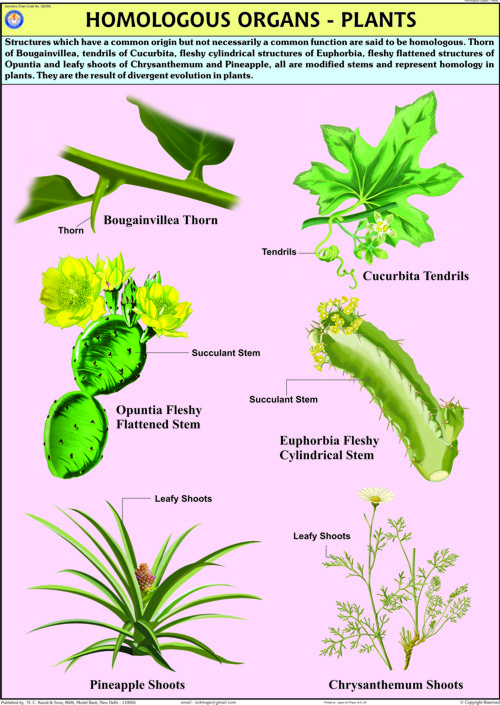 HOMOLOGOUS ORGANS - PLANTS
Structures which have a common origin but not necessarily a common function are said to be homologous. Thorn
of Bougainvillea, tendrils of Cucurbita, fleshy cylindrical structures of Euphorbia, fleshy flattened structures of
Opuntia and leafy shoots of Chrysanthemum and Pineapple, all are modified stems and represent homology in
plants. They are the result of divergent evolution in plants.
Thorn
Bougainvillea Thorn
Tendrils
Cucurbita Tendrils
Succulant Stem
Opuntia Fleshy
Flattened Stem
Succulant Stem
Euphorbia Fleshy
Cylindrical Stem
Leafy Shoots
Pineapple Shoots
Leafy Shoots
Chrysanthemum Shoots
© Copyright Reserved